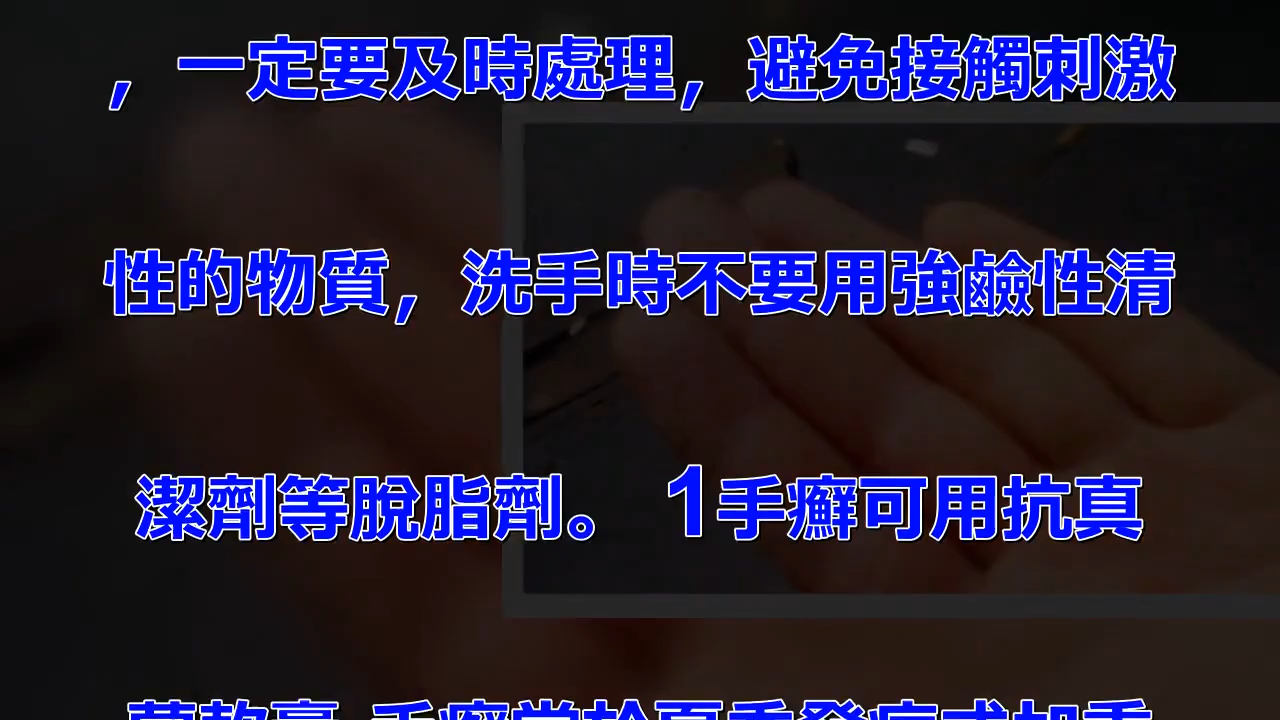 ，一定要及時處理，避免接觸刺激
性的物質，洗手時不要用強鹼性清
潔劑等脫脂劑。 1手癬可用抗真